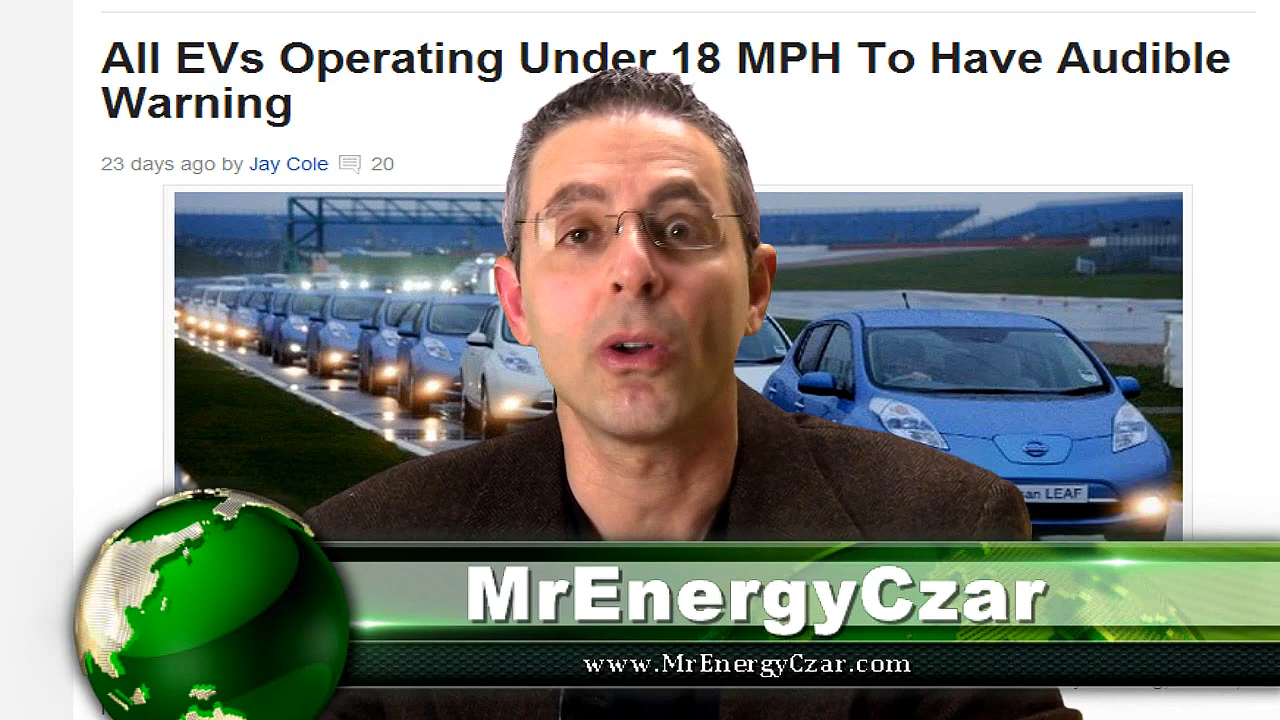 All EVs Operating Under 18 MPH To Have Audible
Warning
23 days ago by Jay Cole 20
LEAF
MrEnergyCzar
www.MrEnergyCzar.com